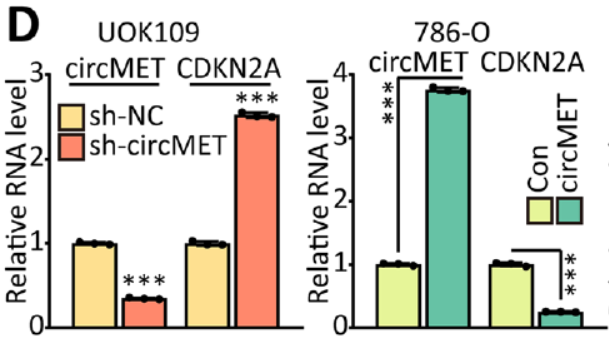 D
UOK109
circMET CDKN2A
Relative RNA level
3
2
1
0
sh-NC
sh-circMET
***
***
786-O
circMET CDKN2A
Relative RNA level
4
3
2
1
0
***
Con
circMET
***